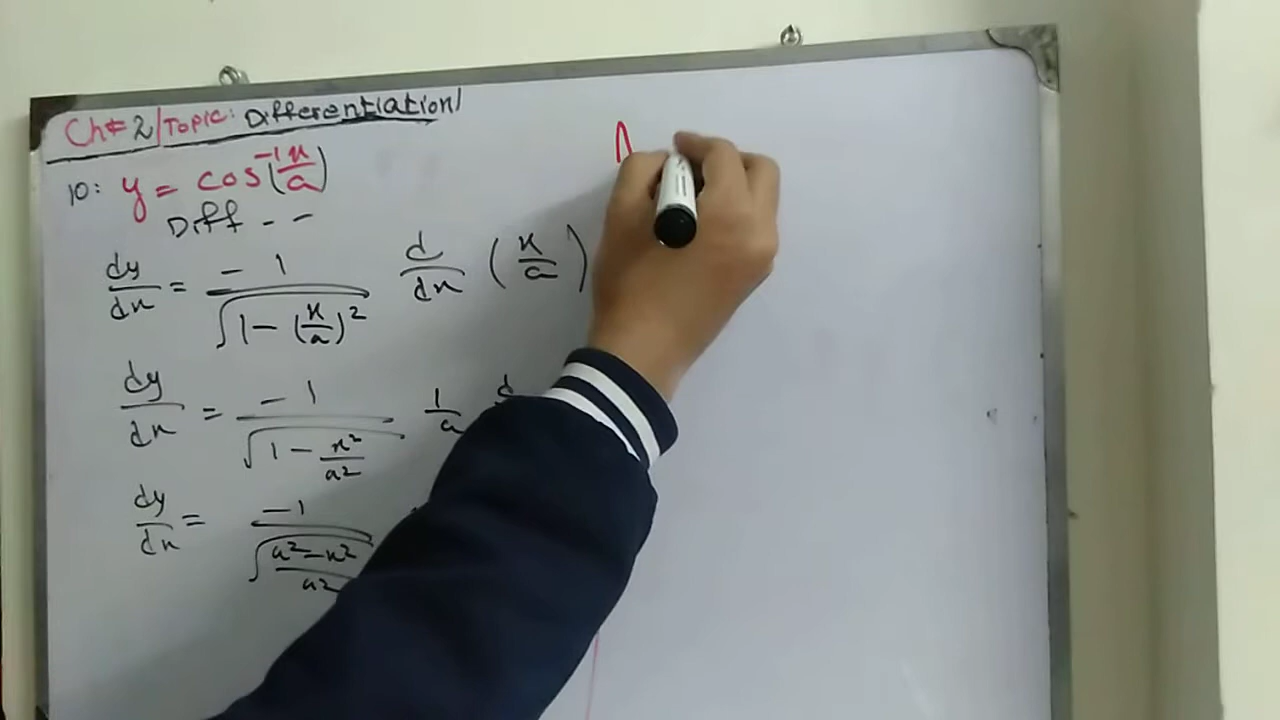 Ch#2/Topic: Differentiation/
10: y = cos⁻¹(x/a)
Diff - -
dy/dx = -1/√(1-(x/a)²) d/dx (x/a)
dy/dx = -1/√(1-x²/a²) 1/a d
dy/dx = -1/√((a²-x²)/a²)